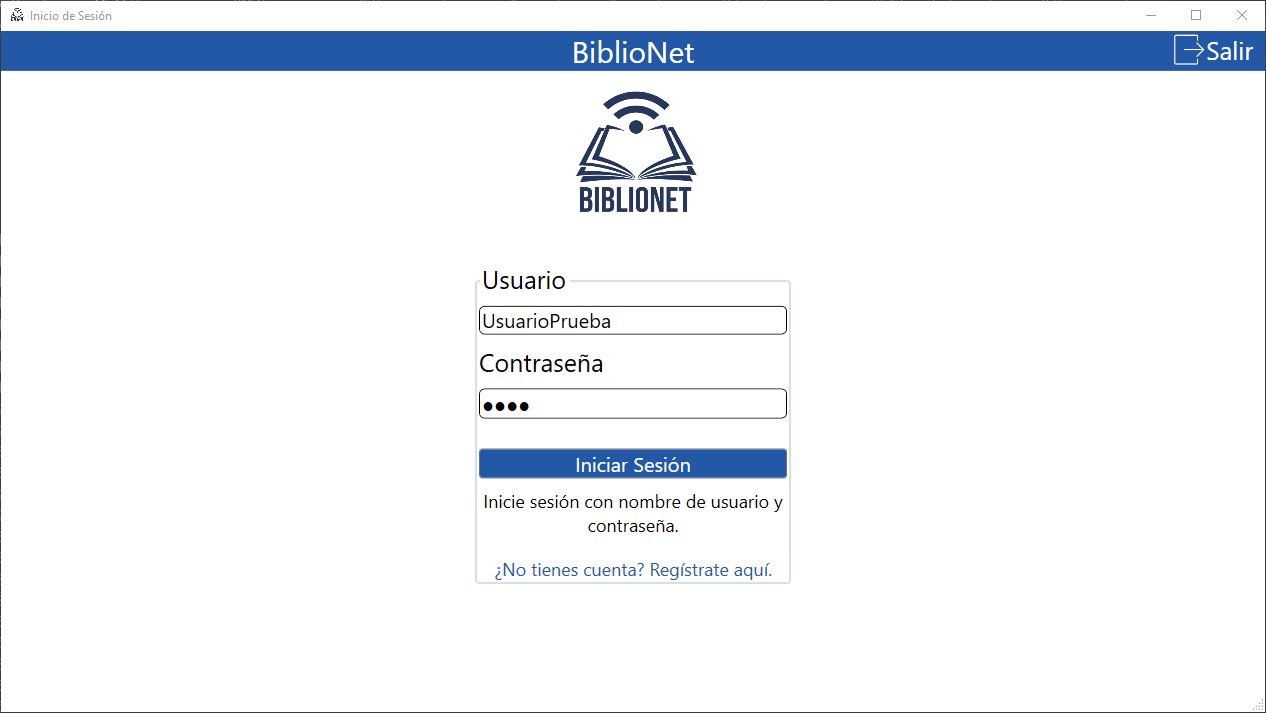 Inicio de Sesión
BiblioNet
Salir
BIBLIONET
Usuario
UsuarioPrueba
Contraseña
●●●●
Iniciar Sesión
Inicie sesión con nombre de usuario y
contraseña.
¿No tienes cuenta? Regístrate aquí.